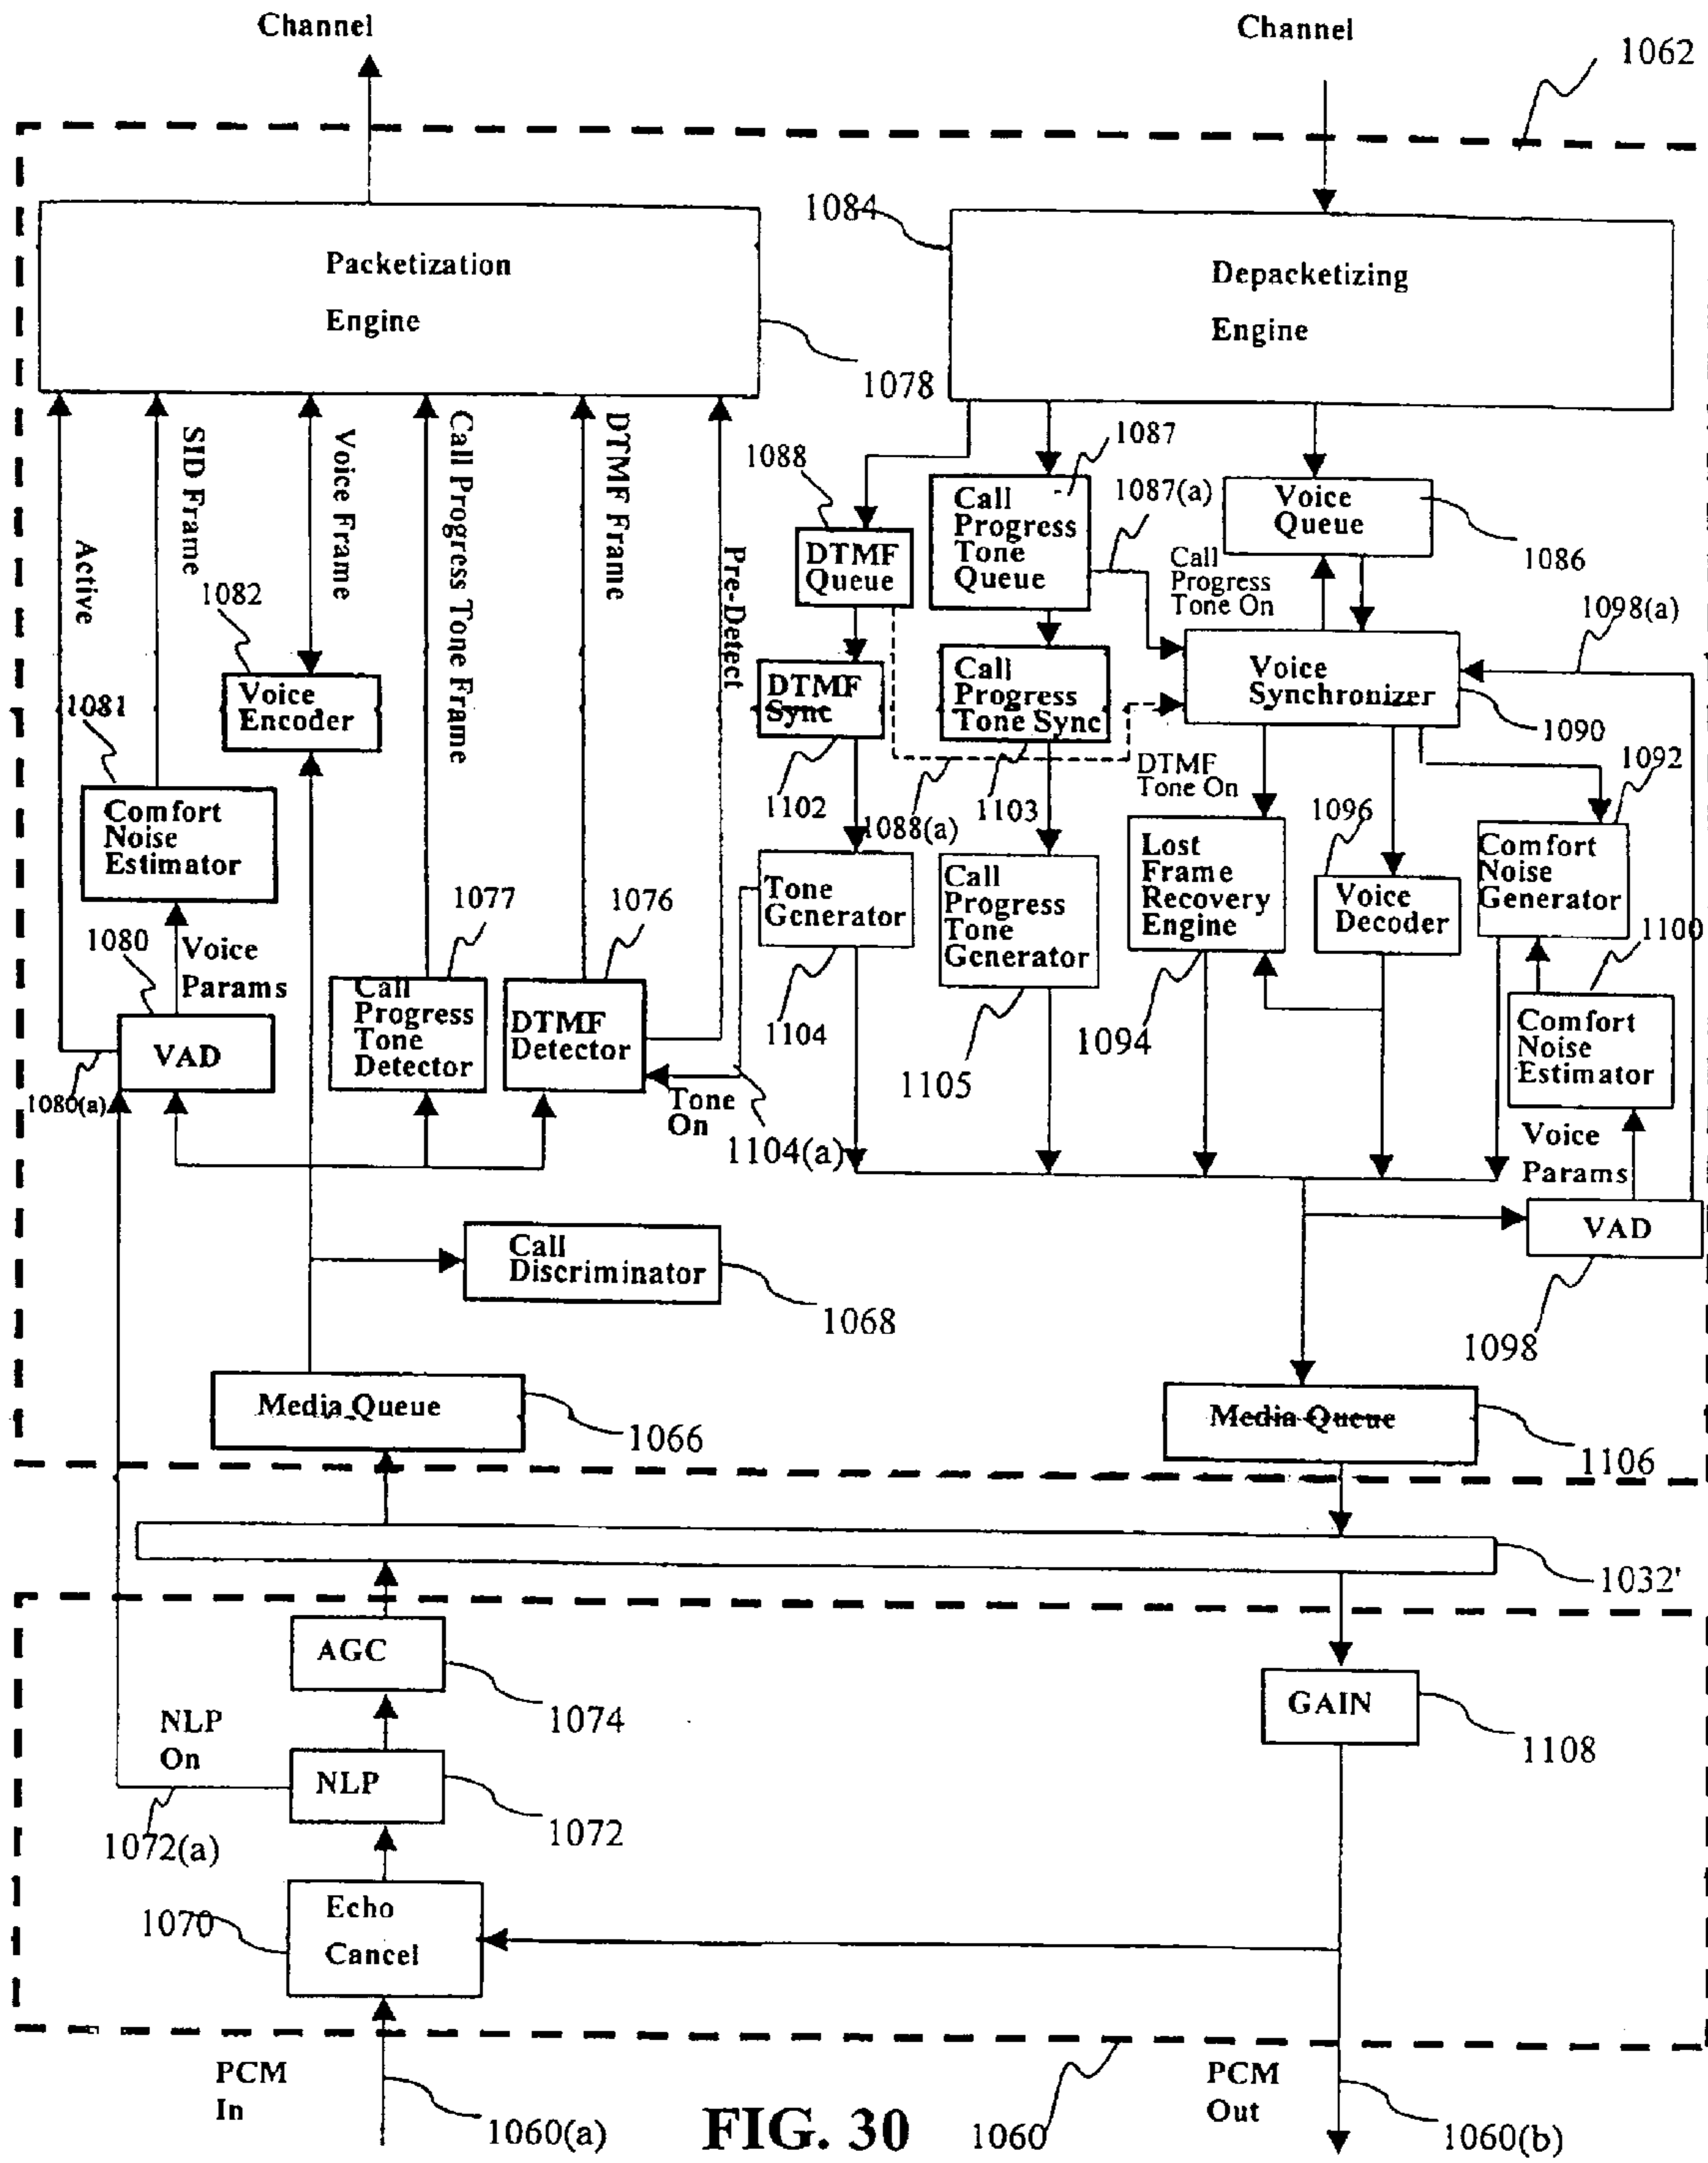 Channel
Channel
1062
1084
Packetization
Engine
Depacketizing
Engine
1078
Active
SID Frame
Voice Frame
Call Progress Tone Frame
DTMF Frame
Pre-Detect
1088
1087
1087(a)
Call
Progress
Tone
Queue
Voice
Queue
1086
DTMF
Queue
Call
Progress
Tone On
1098(a)
1082
Voice
Encoder
DTMF
Sync
Call
Progress
Tone Sync
Voice
Synchronizer
1090
1081
1102
1088(a)
1103
DTMF
Tone On
1096
1092
Comfort
Noise
Estimator
Tone
Generator
Call
Progress
Tone
Generator
Lost
Frame
Recovery
Engine
Voice
Decoder
Comfort
Noise
Generator
1080
Voice
Params
1077
1076
1104
1105
1094
1100
VAD
Call
Progress
Tone
Detector
DTMF
Detector
Comfort
Noise
Estimator
1080(a)
Tone
On
1104(a)
Voice
Params
VAD
Call
Discriminator
1068
1098
Media Queue
1066
Media Queue
1106
1032'
AGC
1074
GAIN
1108
NLP
On
NLP
1072
1072(a)
1070
Echo
Cancel
PCM
In
1060(a)
FIG. 30
1060
PCM
Out
1060(b)